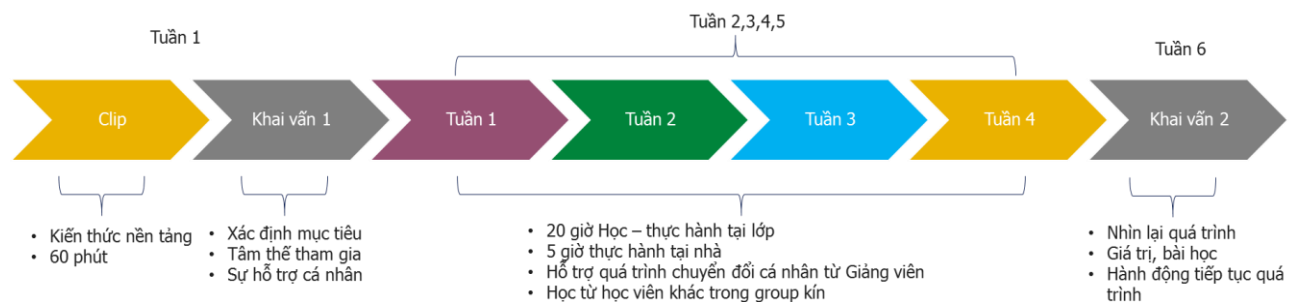 Tuần 1
Tuần 2,3,4,5
Tuần 6
Clip
Khai vấn 1
Tuần 1
Tuần 2
Tuần 3
Tuần 4
Khai vấn 2
• Kiến thức nền tảng
• 60 phút
• Xác định mục tiêu
• Tâm thế tham gia
• Sự hỗ trợ cá nhân
• 20 giờ Học – thực hành tại lớp
• 5 giờ thực hành tại nhà
• Hỗ trợ quá trình chuyển đổi cá nhân từ Giảng viên
• Học từ học viên khác trong group kín
• Nhìn lại quá trình
• Giá trị, bài học
• Hành động tiếp tục quá
trình